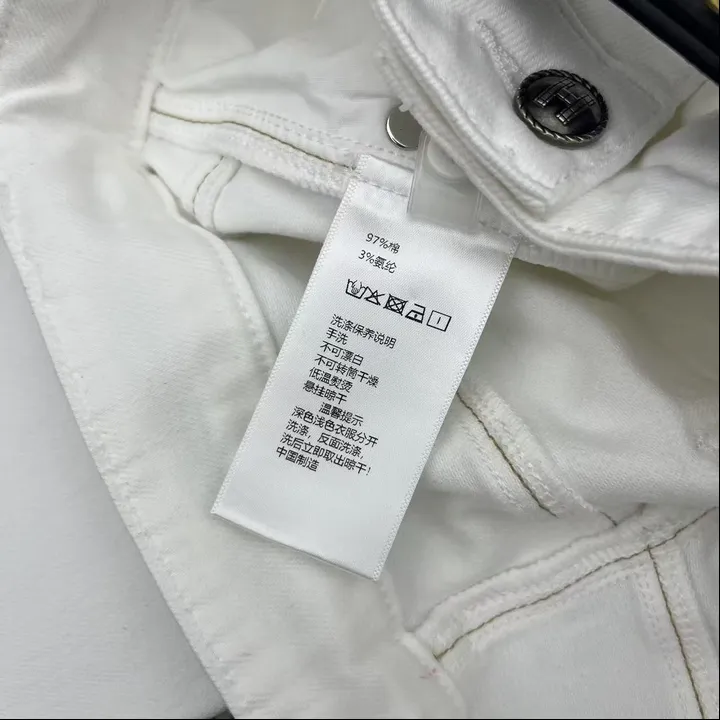 97%棉
3%氨纶
洗涤保养说明
手洗
不可漂白
不可转筒干燥
低温熨烫
悬挂晾干
温馨提示
深色浅色衣服分开
洗涤，反面洗涤，
洗后立即取出晾干！
中国制造
H